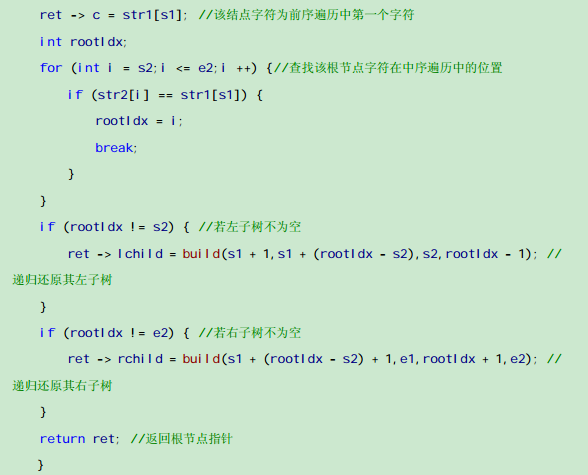 ret -> c = str1[s1]; //该结点字符为前序遍历中第一个字符
int rootIdx;
for (int i = s2;i <= e2;i ++) {//查找该根节点字符在中序遍历中的位置
if (str2[i] == str1[s1]) {
rootIdx = i;
break;
}
}
if (rootIdx != s2) { //若左子树不为空
ret -> lchild = build(s1 + 1,s1 + (rootIdx - s2),s2,rootIdx - 1); //
递归还原其左子树
}
if (rootIdx != e2) { //若右子树不为空
ret -> rchild = build(s1 + (rootIdx - s2) + 1,e1,rootIdx + 1,e2); //
递归还原其右子树
}
return ret; //返回根节点指针
}